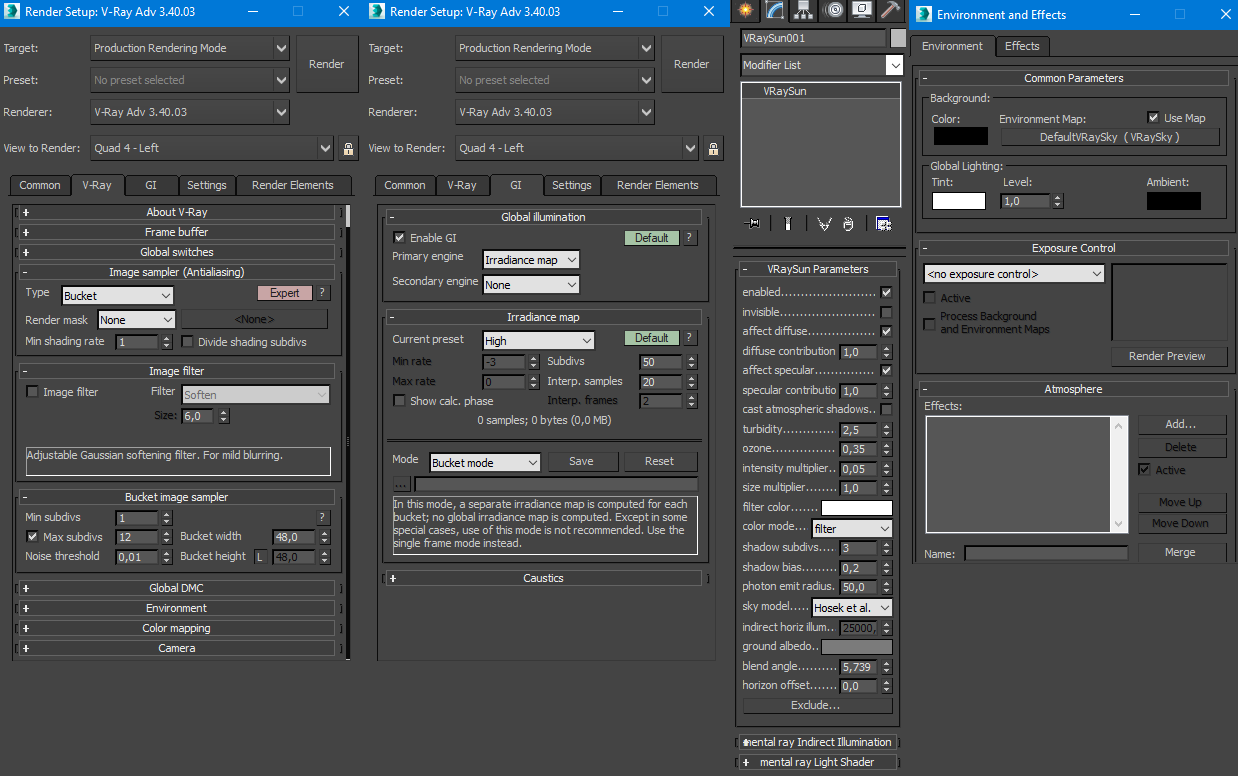 Render Setup: V-Ray Adv 3.40.03
Target:
Production Rendering Mode
Render
Preset:
No preset selected
Renderer:
V-Ray Adv 3.40.03
View to Render:
Quad 4 - Left
Common
V-Ray
GI
Settings
Render Elements
+ About V-Ray
+ Frame buffer
+ Global switches
- Image sampler (Antialiasing)
Type
Bucket
Expert
?
Render mask
None
<None>
Min shading rate
1
Divide shading subdivs
- Image filter
Image filter
Filter
Soften
Size:
6,0
Adjustable Gaussian softening filter. For mild blurring.
- Bucket image sampler
Min subdivs
1
?
Max subdivs
12
Bucket width
48,0
Noise threshold
0,01
Bucket height
L
48,0
+ Global DMC
+ Environment
+ Color mapping
+ Camera
Render Setup: V-Ray Adv 3.40.03
Target:
Production Rendering Mode
Render
Preset:
No preset selected
Renderer:
V-Ray Adv 3.40.03
View to Render:
Quad 4 - Left
Common
V-Ray
GI
Settings
Render Elements
- Global illumination
Enable GI
Default
?
Primary engine
Irradiance map
Secondary engine
None
- Irradiance map
Current preset
High
Default
?
Min rate
-3
Subdivs
50
Max rate
0
Interp. samples
20
Show calc. phase
Interp. frames
2
0 samples; 0 bytes (0,0 MB)
Mode
Bucket mode
Save
Reset
...
In this mode, a separate irradiance map is computed for each
bucket; no global irradiance map is computed. Except in some
special cases, use of this mode is not recommended. Use the
single frame mode instead.
+ Caustics
VRaySun001
Modifier List
VRaySun
- VRaySun Parameters
enabled........................
invisible........................
affect diffuse..................
diffuse contribution
1,0
affect specular................
specular contributio
1,0
cast atmospheric shadows..
turbidity.............
2,5
ozone................
0,35
intensity multiplier..
0,05
size multiplier.......
1,0
filter color.......
color mode...
filter
shadow subdivs....
3
shadow bias........
0,2
photon emit radius.
50,0
sky model.....
Hosek et al.
indirect horiz illum..
25000,
ground albedo..
blend angle..........
5,739
horizon offset.......
0,0
Exclude...
+ mental ray Indirect Illumination
+ mental ray Light Shader
Environment and Effects
Environment
Effects
- Common Parameters
Background:
Color:
Environment Map:
Use Map
DefaultVRaySky ( VRaySky )
Global Lighting:
Tint:
Level:
Ambient:
1,0
- Exposure Control
<no exposure control>
Active
Process Background
and Environment Maps
Render Preview
- Atmosphere
Effects:
Add...
Delete
Active
Move Up
Move Down
Name:
Merge